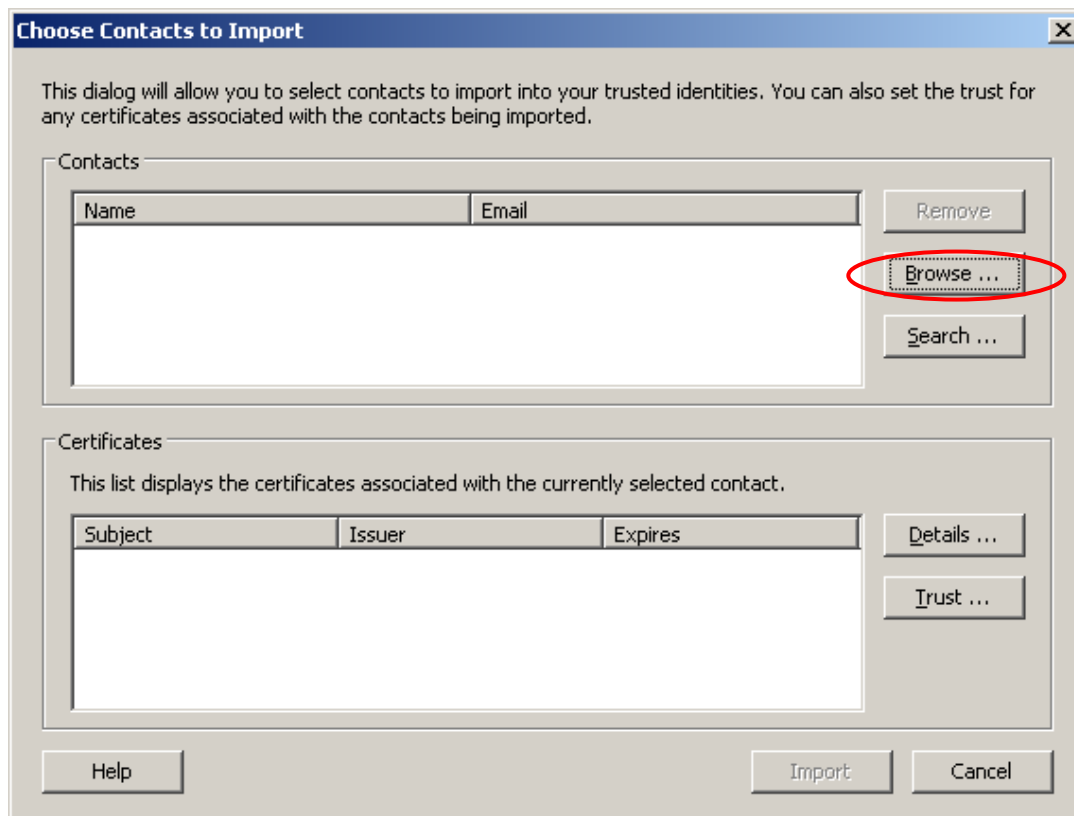 Choose Contacts to Import
This dialog will allow you to select contacts to import into your trusted identities. You can also set the trust for
any certificates associated with the contacts being imported.
Contacts
Name Email
Remove
Browse ...
Search ...
Certificates
This list displays the certificates associated with the currently selected contact.
Subject Issuer Expires
Details ...
Trust ...
Help Import Cancel